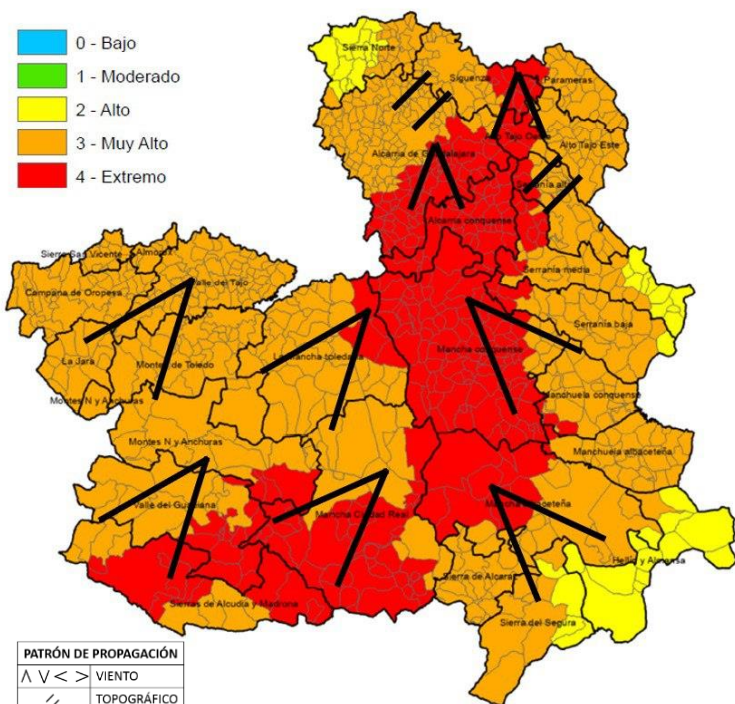 0 - Bajo
1 - Moderado
2 - Alto
3 - Muy Alto
4 - Extremo
Sierra Norte
Siguenza
Parameras
Alto Tajo Este
Alcarria de Guadalajara
Alcarria conquense
Serranía alta
Serranía media
Sierra San Vicente
Almorox
Valle del Tajo
Campana de Oropesa
Serranía baja
La Jara
Montes de Toledo
La mancha toledana
Mancha conquense
Montes N y Anchuras
Manchuela conquense
Montes N y Anchuras
Manchuela albaceteña
Valle del Guadiana
Mancha Ciudad Real
Mancha albaceteña
Hellín y Almansa
Sierra de Alcaraz
Sierras de Alcudia y Madrona
Sierra del Segura
PATRÓN DE PROPAGACIÓN
VIENTO
TOPOGRÁFICO